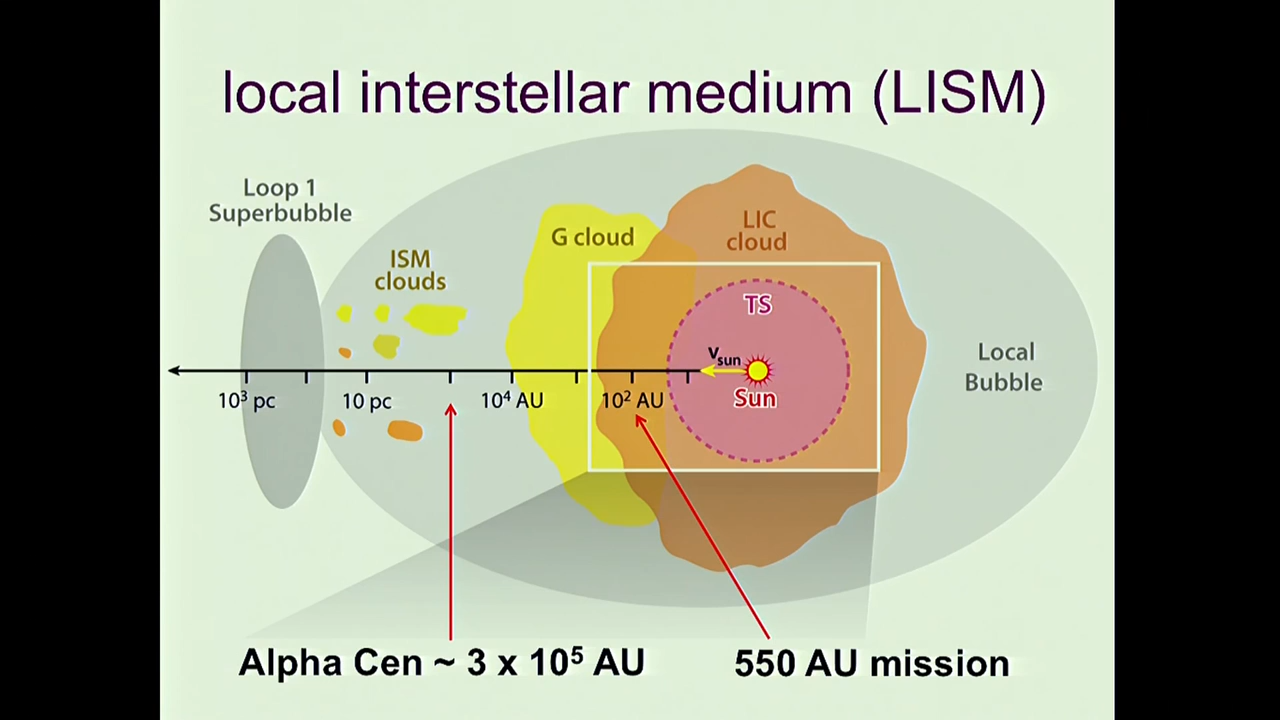 local interstellar medium (LISM)
Loop 1
Superbubble
ISM
clouds
G cloud
LIC
cloud
TS
Vsun
Sun
Local
Bubble
10³ pc
10 pc
10⁴ AU
10² AU
Alpha Cen ~ 3 x 10⁵ AU
550 AU mission